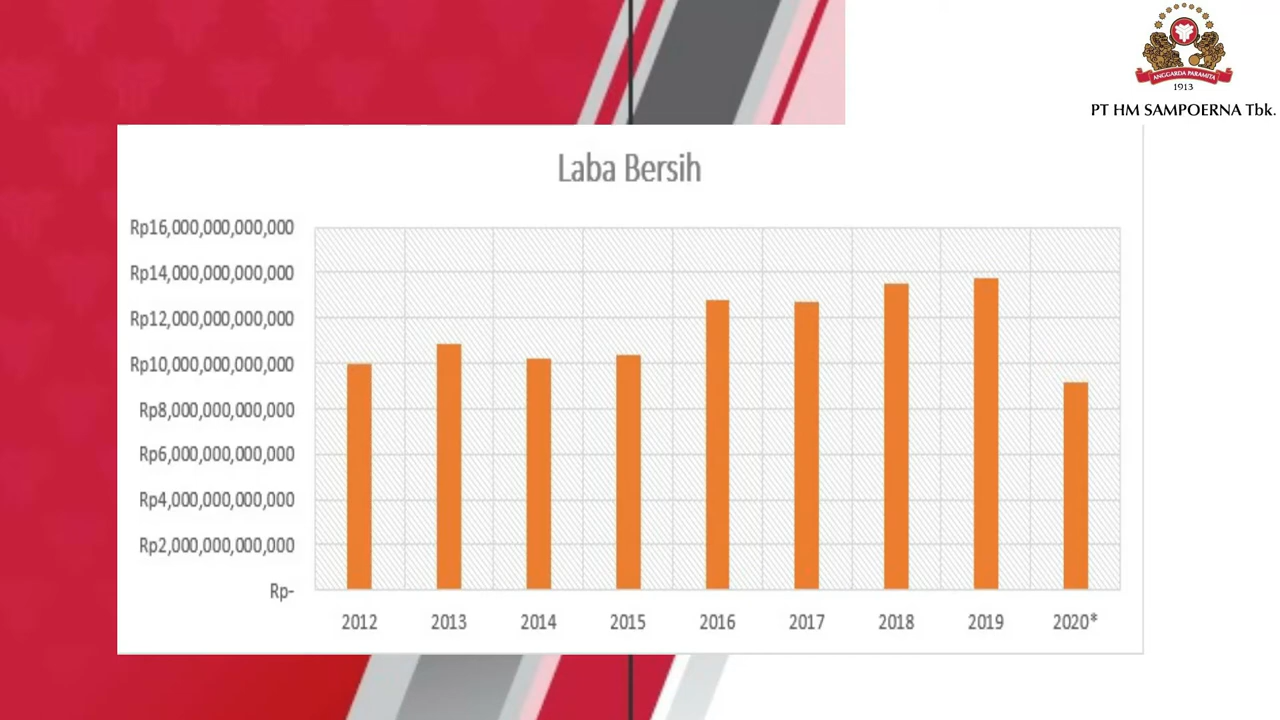 ANGGARDA PARAMITA
1913
PT HM SAMPOERNA Tbk.
Laba Bersih
Rp16,000,000,000,000
Rp14,000,000,000,000
Rp12,000,000,000,000
Rp10,000,000,000,000
Rp8,000,000,000,000
Rp6,000,000,000,000
Rp4,000,000,000,000
Rp2,000,000,000,000
Rp-
2012 2013 2014 2015 2016 2017 2018 2019 2020*